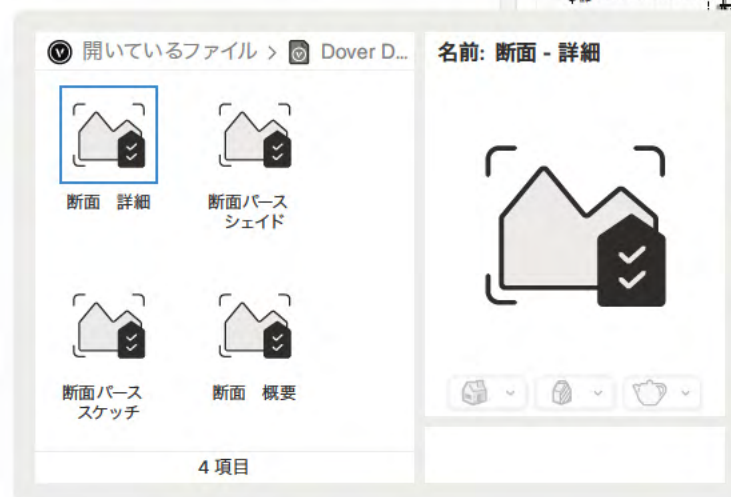 開いているファイル > Dover D...
名前: 断面 - 詳細
断面 詳細
断面パース
シェイド
断面パース
スケッチ
断面 概要
4 項目